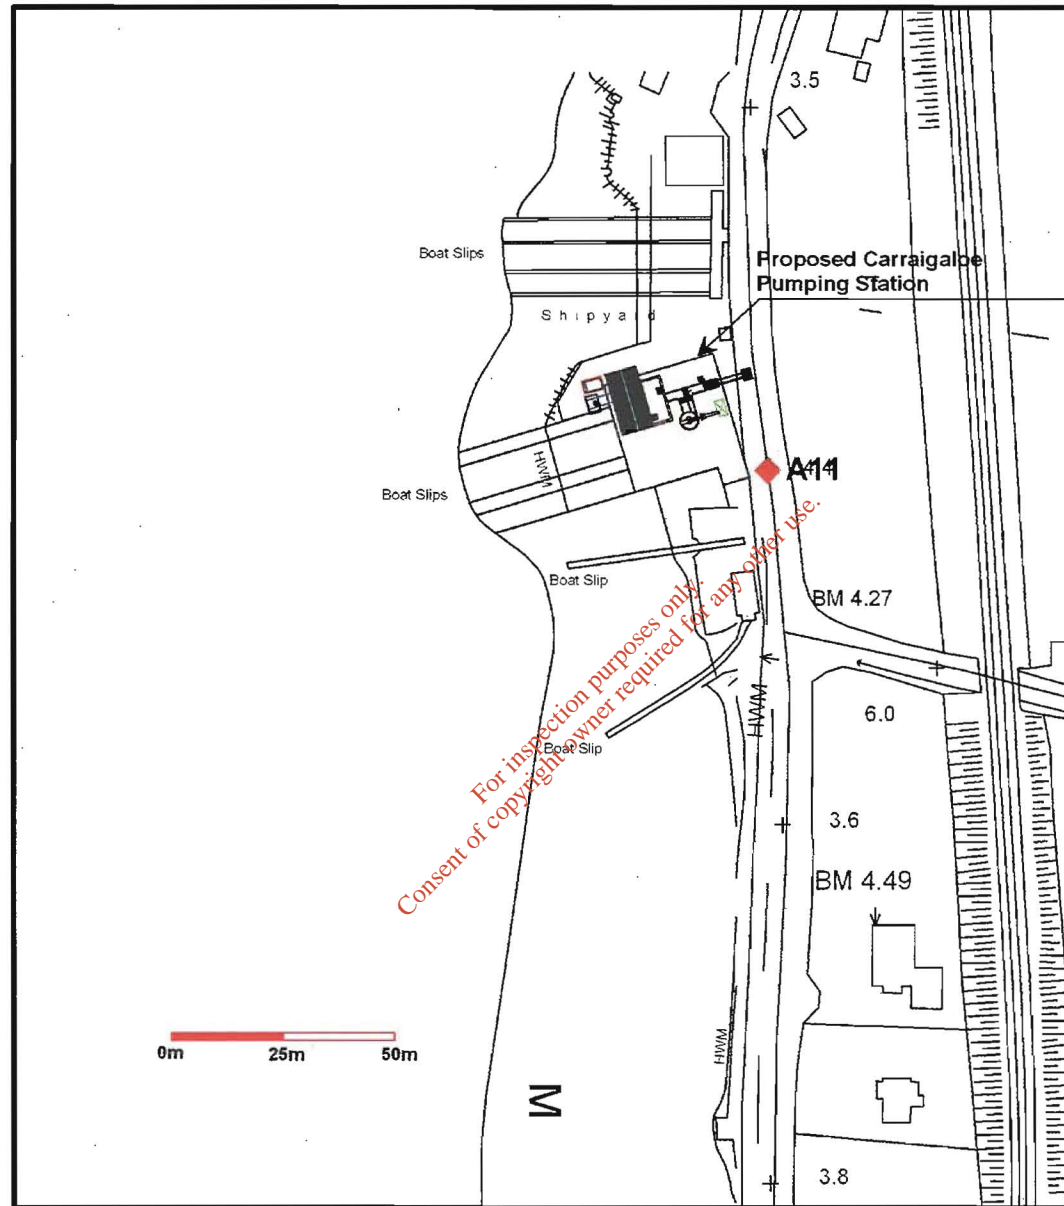 3.5
Boat Slips
Proposed Carraigaloe
Pumping Station
Shipyard
HWM
Boat Slips
A11
Boat Slip
BM 4.27
HWM
6.0
Boat Slip
For inspection purposes only.
Consent of copyright owner required for any other use.
3.6
BM 4.49
0m 25m 50m
HWM
M
3.8